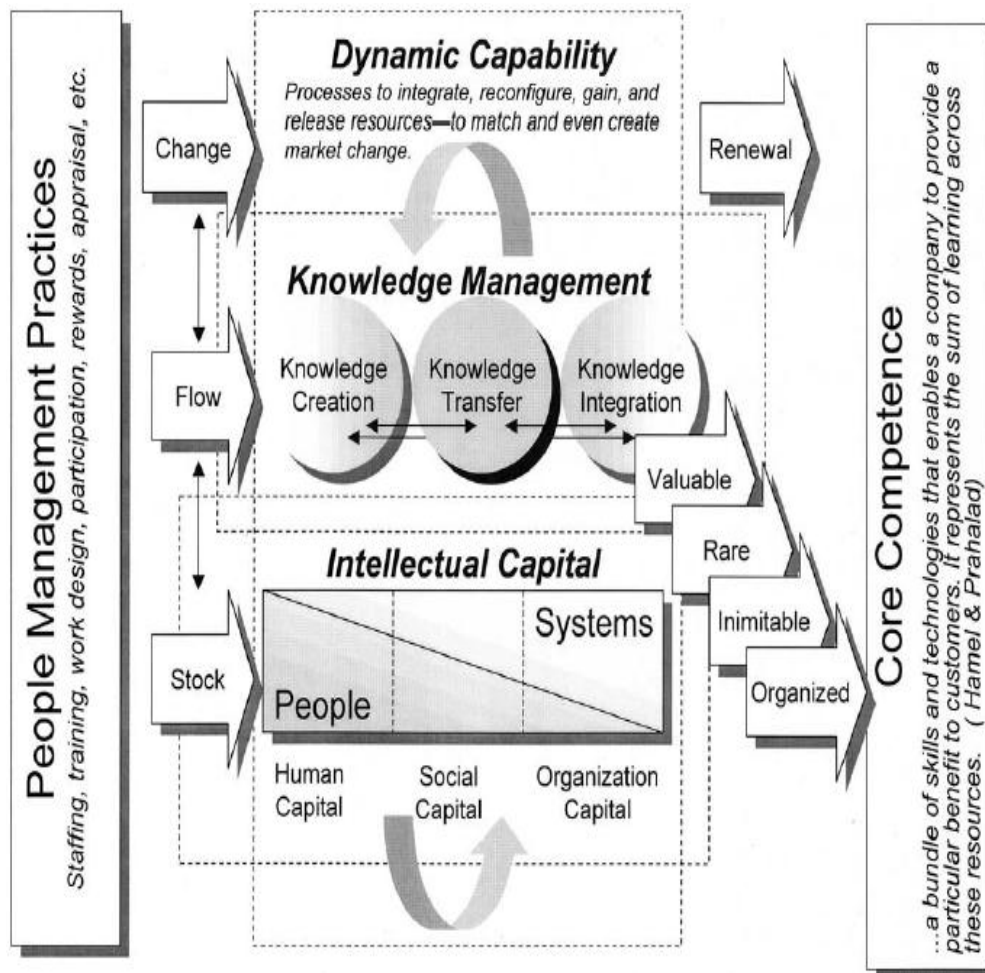 People Management Practices
Staffing, training, work design, participation, rewards, appraisal, etc.
Change
Flow
Stock
Dynamic Capability
Processes to integrate, reconfigure, gain, and
release resources—to match and even create
market change.
Knowledge Management
Knowledge
Creation
Knowledge
Transfer
Knowledge
Integration
Intellectual Capital
Systems
People
Human
Capital
Social
Capital
Organization
Capital
Renewal
Valuable
Rare
Inimitable
Organized
Core Competence
...a bundle of skills and technologies that enables a company to provide a
particular benefit to customers. It represents the sum of learning across
these resources. ( Hamel & Prahalad)